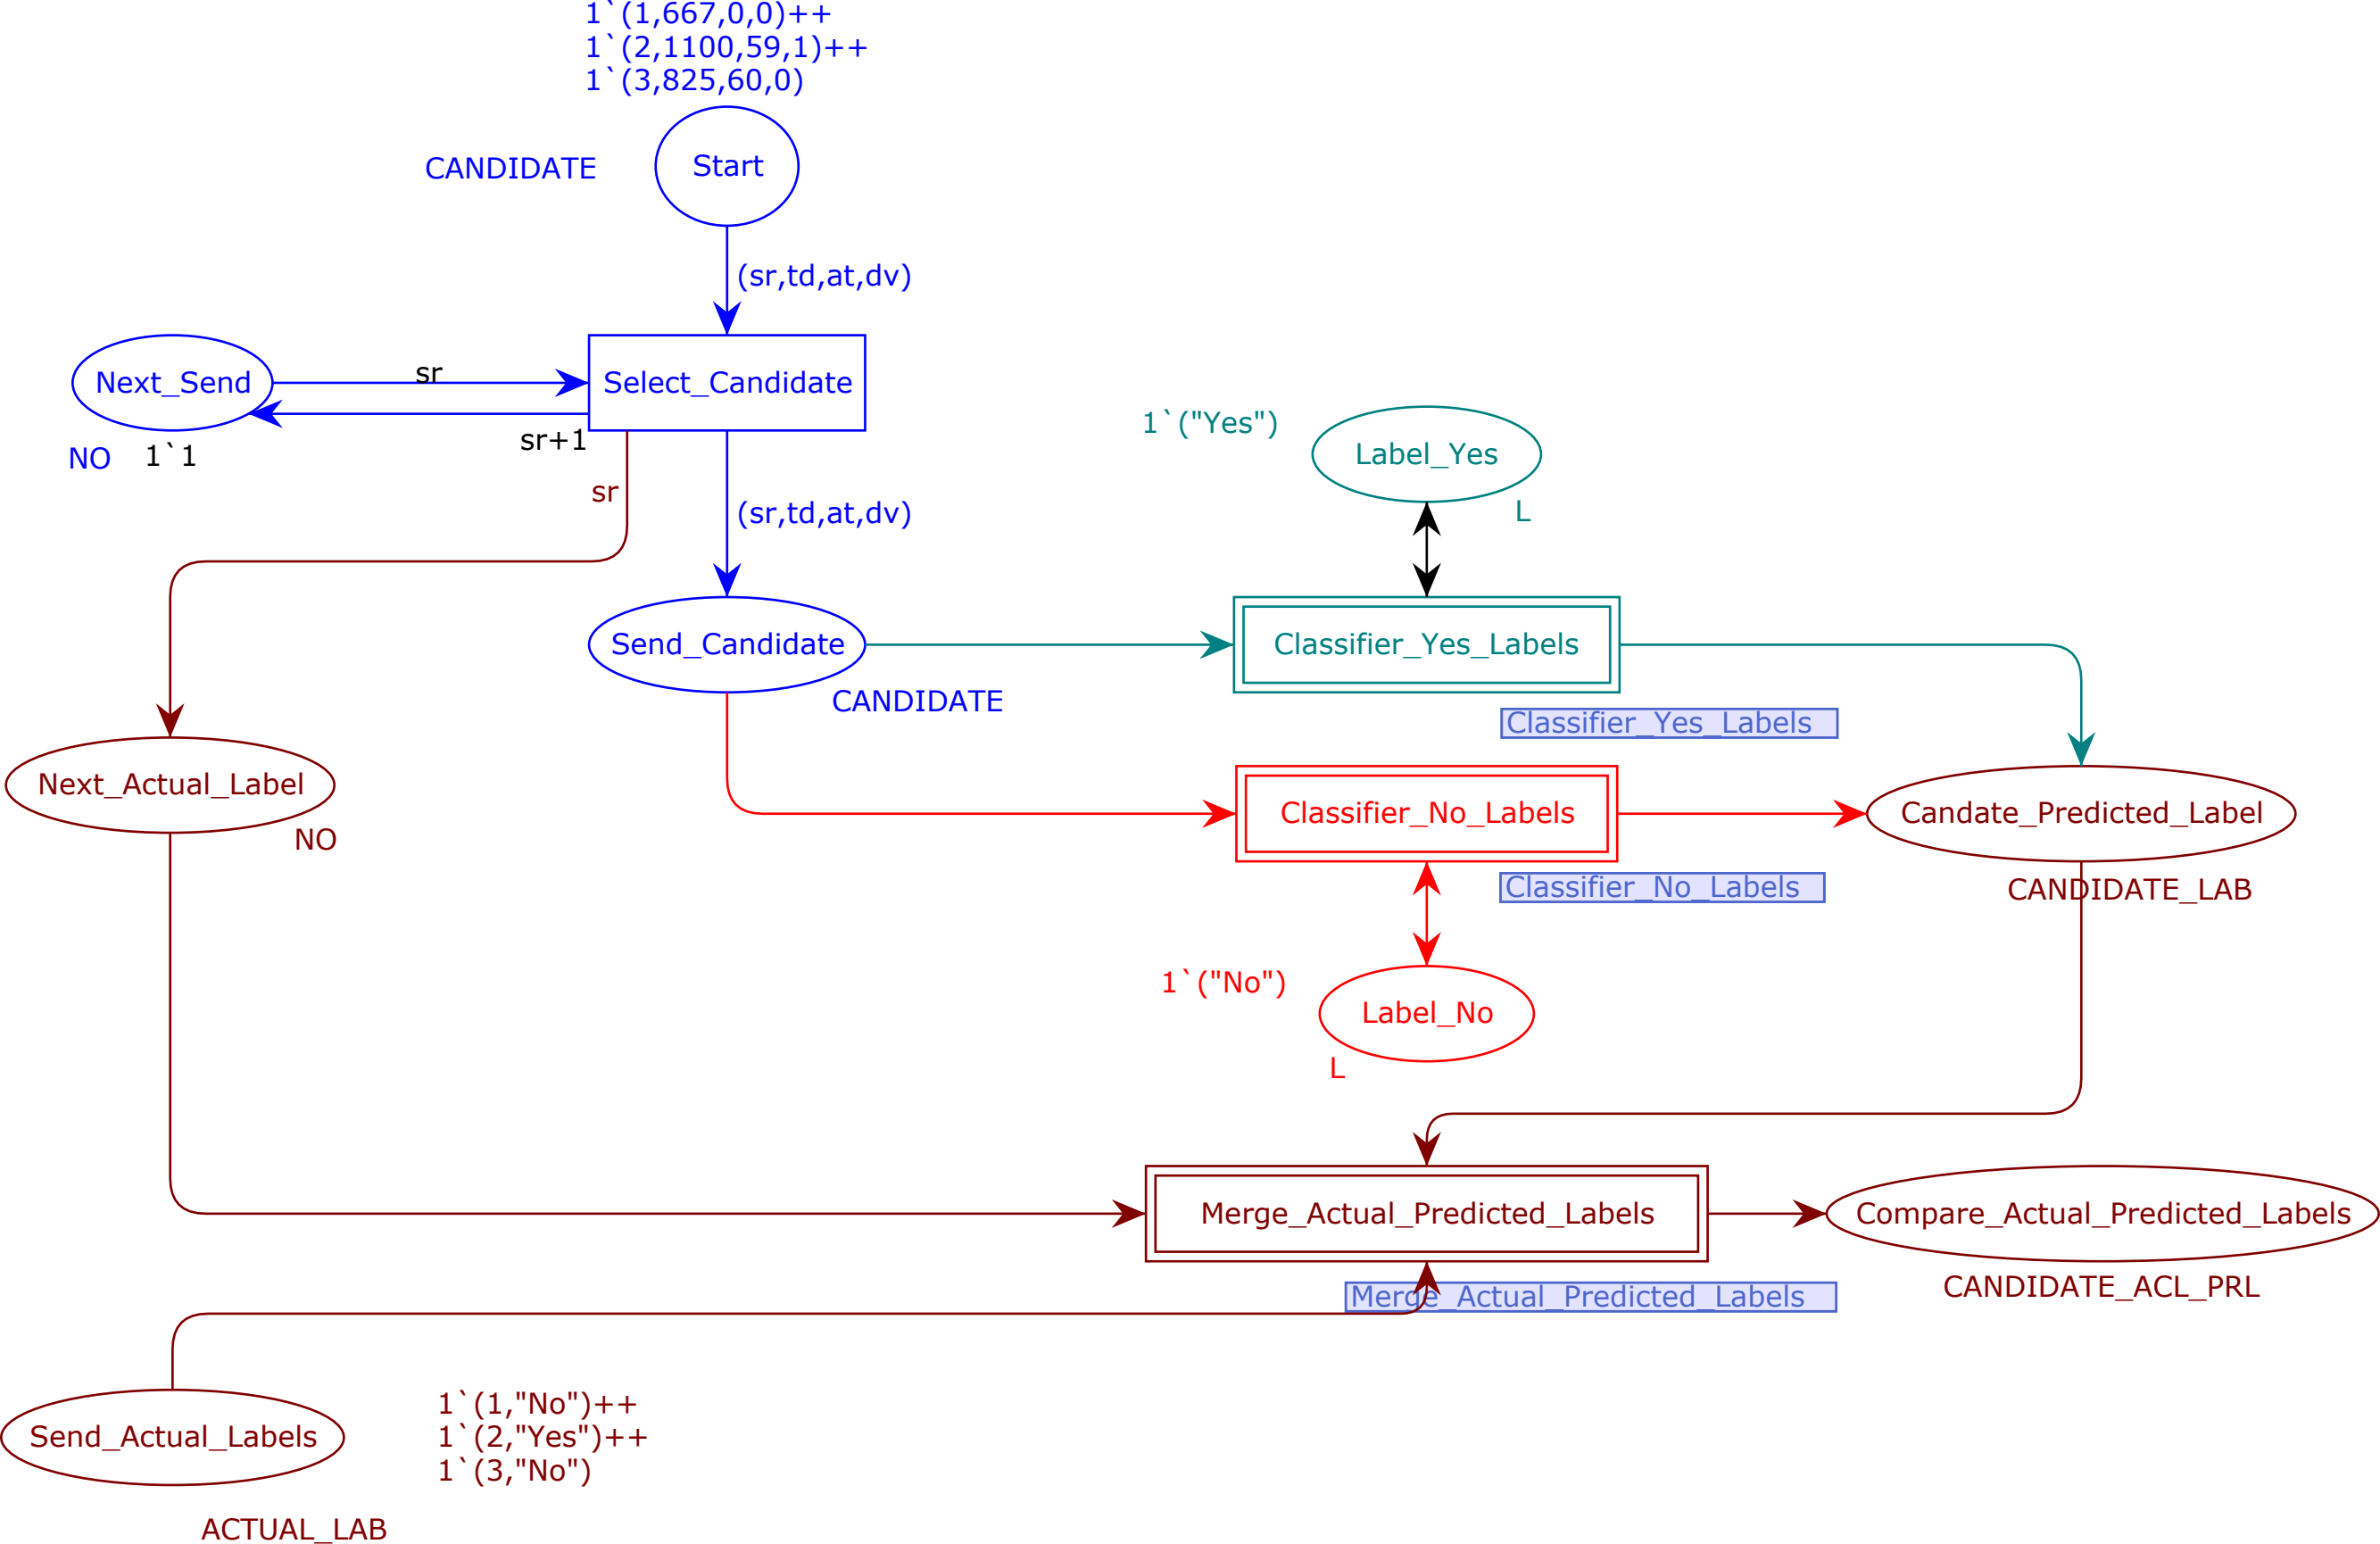 1`(1,667,0,0)++
1`(2,1100,59,1)++
1`(3,825,60,0)
CANDIDATE
Start
(sr,td,at,dv)
Next_Send
sr
Select_Candidate
sr+1
NO
1`1
sr
(sr,td,at,dv)
1`("Yes")
Label_Yes
L
Send_Candidate
CANDIDATE
Classifier_Yes_Labels
Classifier_Yes_Labels
Next_Actual_Label
NO
Classifier_No_Labels
Classifier_No_Labels
Candate_Predicted_Label
CANDIDATE_LAB
1`("No")
Label_No
L
Merge_Actual_Predicted_Labels
Merge_Actual_Predicted_Labels
Compare_Actual_Predicted_Labels
CANDIDATE_ACL_PRL
Send_Actual_Labels
1`(1,"No")++
1`(2,"Yes")++
1`(3,"No")
ACTUAL_LAB